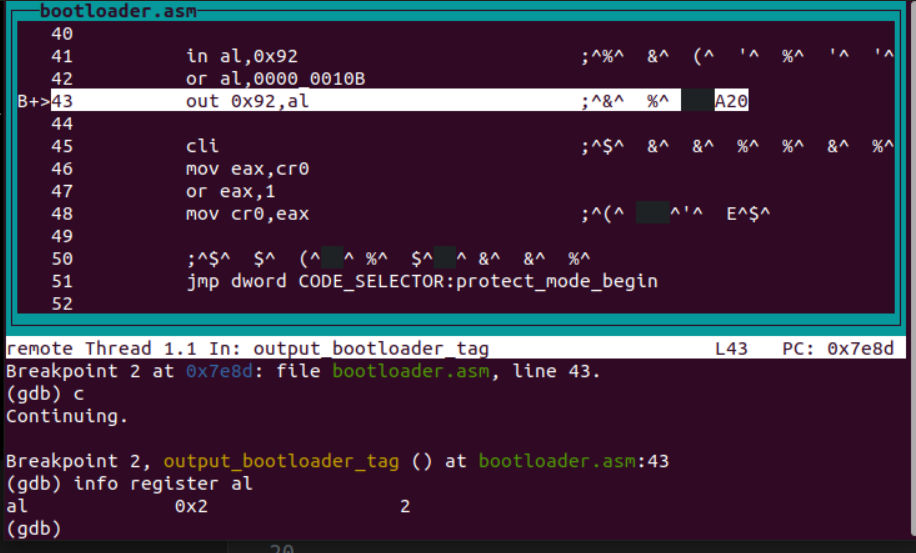 bootloader.asm
40
41 in al,0x92 ;^%^ &^ (^ '^ %^ '^ '^
42 or al,0000_0010B
B+>43 out 0x92,al ;^&^ %^ A20
44
45 cli ;^$^ &^ &^ %^ %^ &^ %^
46 mov eax,cr0
47 or eax,1
48 mov cr0,eax ;^(^ ^'^ E^$^
49
50 ;^$^ $^ (^ ^ %^ $^ ^ &^ &^ %^
51 jmp dword CODE_SELECTOR:protect_mode_begin
52
remote Thread 1.1 In: output_bootloader_tag L43 PC: 0x7e8d
Breakpoint 2 at 0x7e8d: file bootloader.asm, line 43.
(gdb) c
Continuing.
Breakpoint 2, output_bootloader_tag () at bootloader.asm:43
(gdb) info register al
al 0x2 2
(gdb)